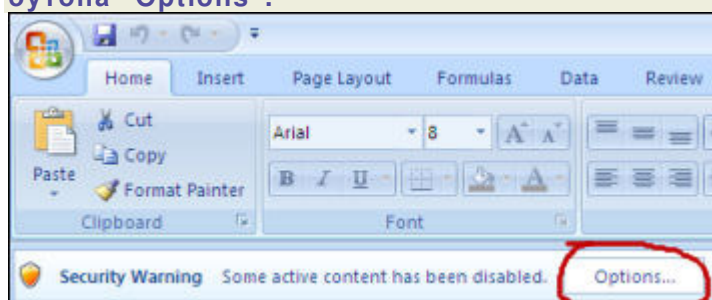 бутона "Options".
Home Insert Page Layout Formulas Data Review
Cut
Arial 8 A A
Copy
Paste
Format Painter
B I U A
Clipboard Font
Security Warning Some active content has been disabled. Options...